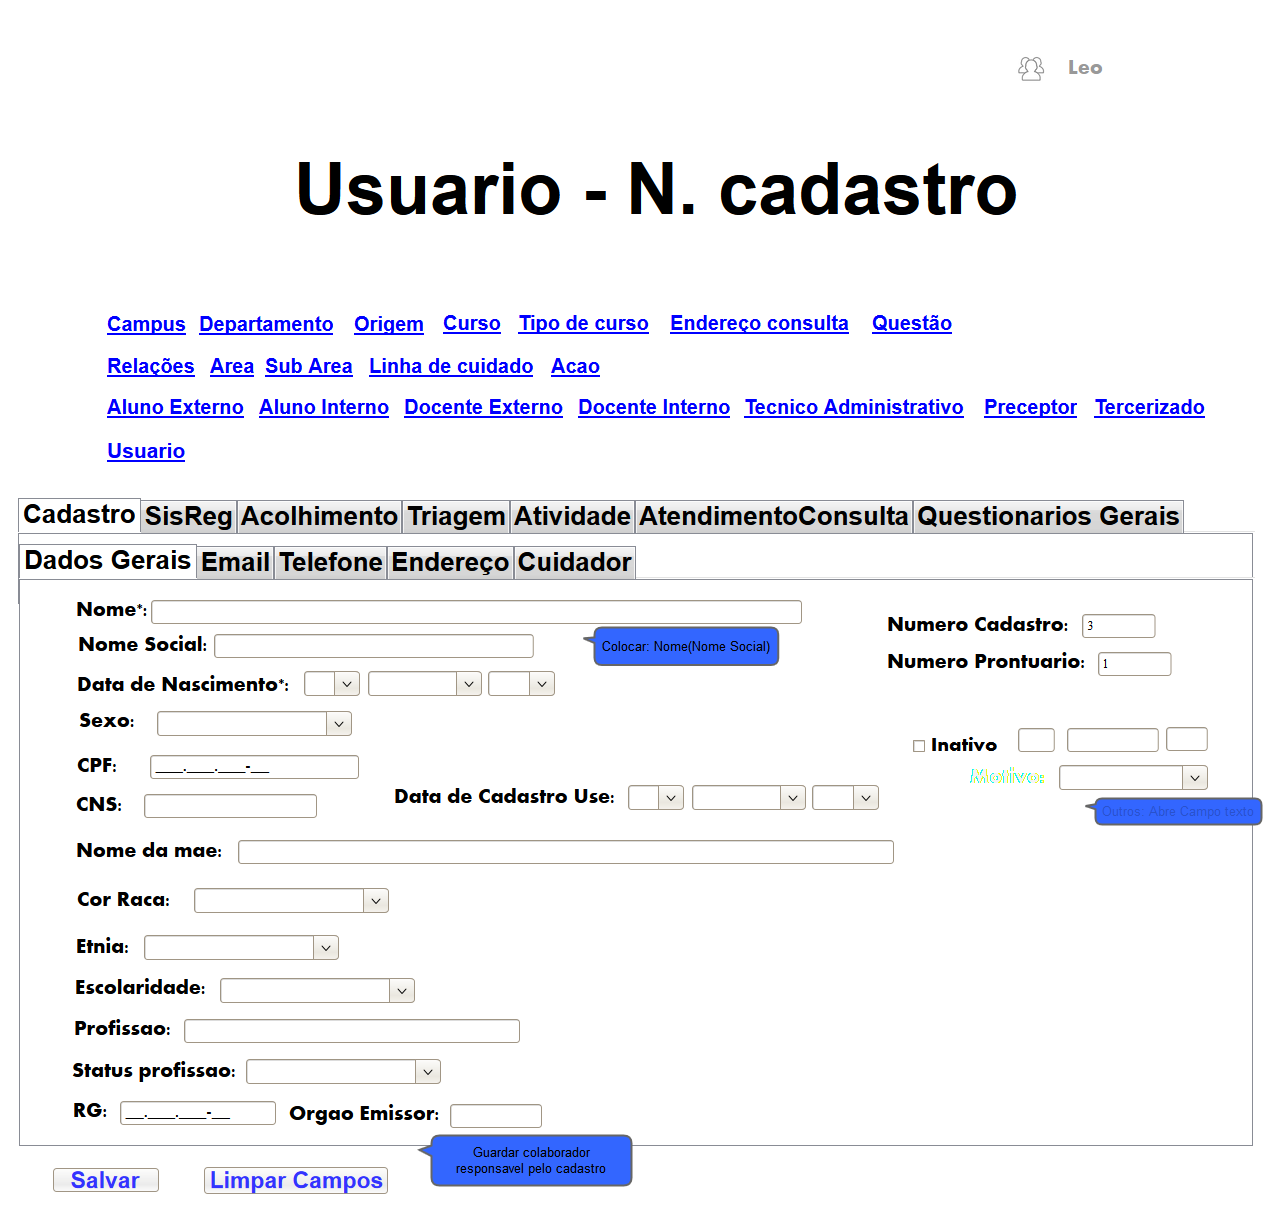 Leo
Usuario - N. cadastro
Campus Departamento Origem Curso Tipo de curso Endereço consulta Questão
Relações Area Sub Area Linha de cuidado Acao
Aluno Externo Aluno Interno Docente Externo Docente Interno Tecnico Administrativo Preceptor Tercerizado
Usuario
Cadastro SisReg Acolhimento Triagem Atividade AtendimentoConsulta Questionarios Gerais
Dados Gerais Email Telefone Endereço Cuidador
Nome*:
Numero Cadastro: 3
Nome Social:
Colocar: Nome(Nome Social)
Numero Prontuario: 1
Data de Nascimento*:
Sexo:
Inativo
CPF: ___.___.___-__
Motivo:
Data de Cadastro Use:
CNS:
Outros: Abre Campo texto
Nome da mae:
Cor Raca:
Etnia:
Escolaridade:
Profissao:
Status profissao:
RG: __.___.___-__ Orgao Emissor:
Guardar colaborador
responsavel pelo cadastro
Salvar Limpar Campos